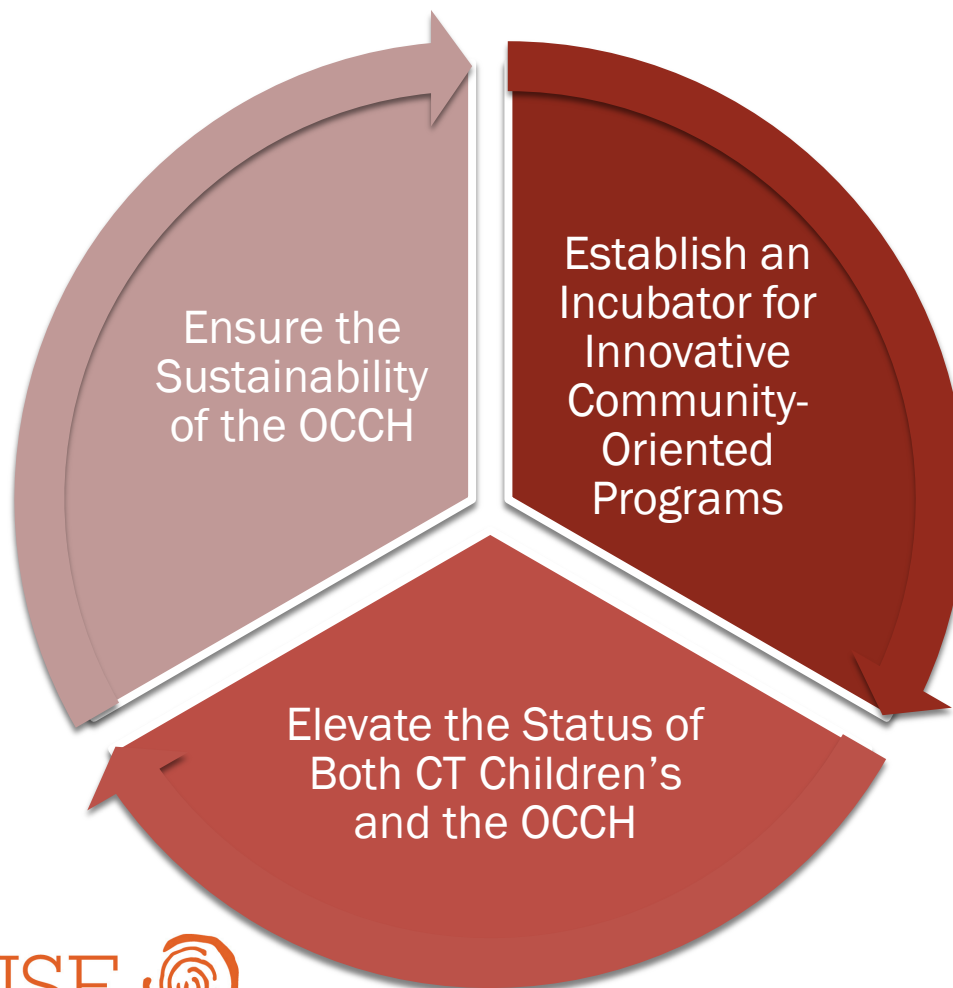 Ensure the
Sustainability
of the OCCH
Establish an
Incubator for
Innovative
Community-
Oriented
Programs
Elevate the Status of
Both CT Children’s
and the OCCH